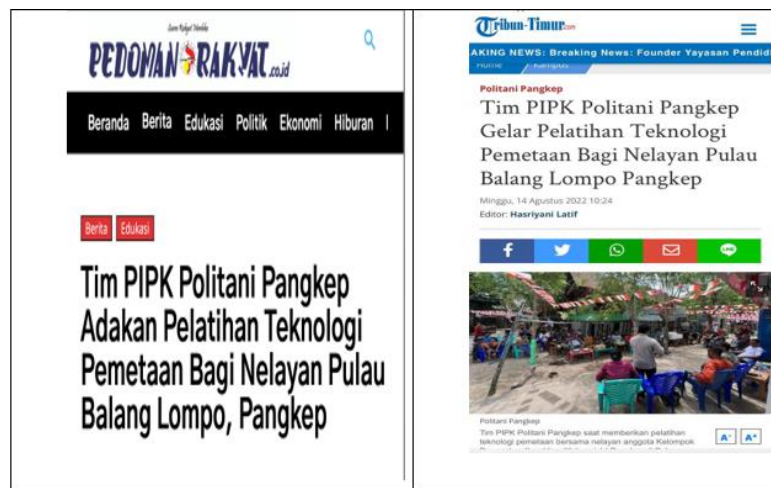 Suara Rakyat Merdeka
PEDOMAN RAKYAT.co.id
Beranda Berita Edukasi Politik Ekonomi Hiburan
Berita Edukasi
Tim PIPK Politani Pangkep
Adakan Pelatihan Teknologi
Pemetaan Bagi Nelayan Pulau
Balang Lompo, Pangkep
Tribun-Timur.com
AKING NEWS: Breaking News: Founder Yayasan Pendid
Home Kampus
Politani Pangkep
Tim PIPK Politani Pangkep
Gelar Pelatihan Teknologi
Pemetaan Bagi Nelayan Pulau
Balang Lompo Pangkep
Minggu, 14 Agustus 2022 10:24
Editor: Hasriyani Latif
LINE
Politani Pangkep
Tim PIPK Politani Pangkep saat memberikan pelatihan
teknologi pemetaan bersama nelayan anggota Kelompok
A- A+